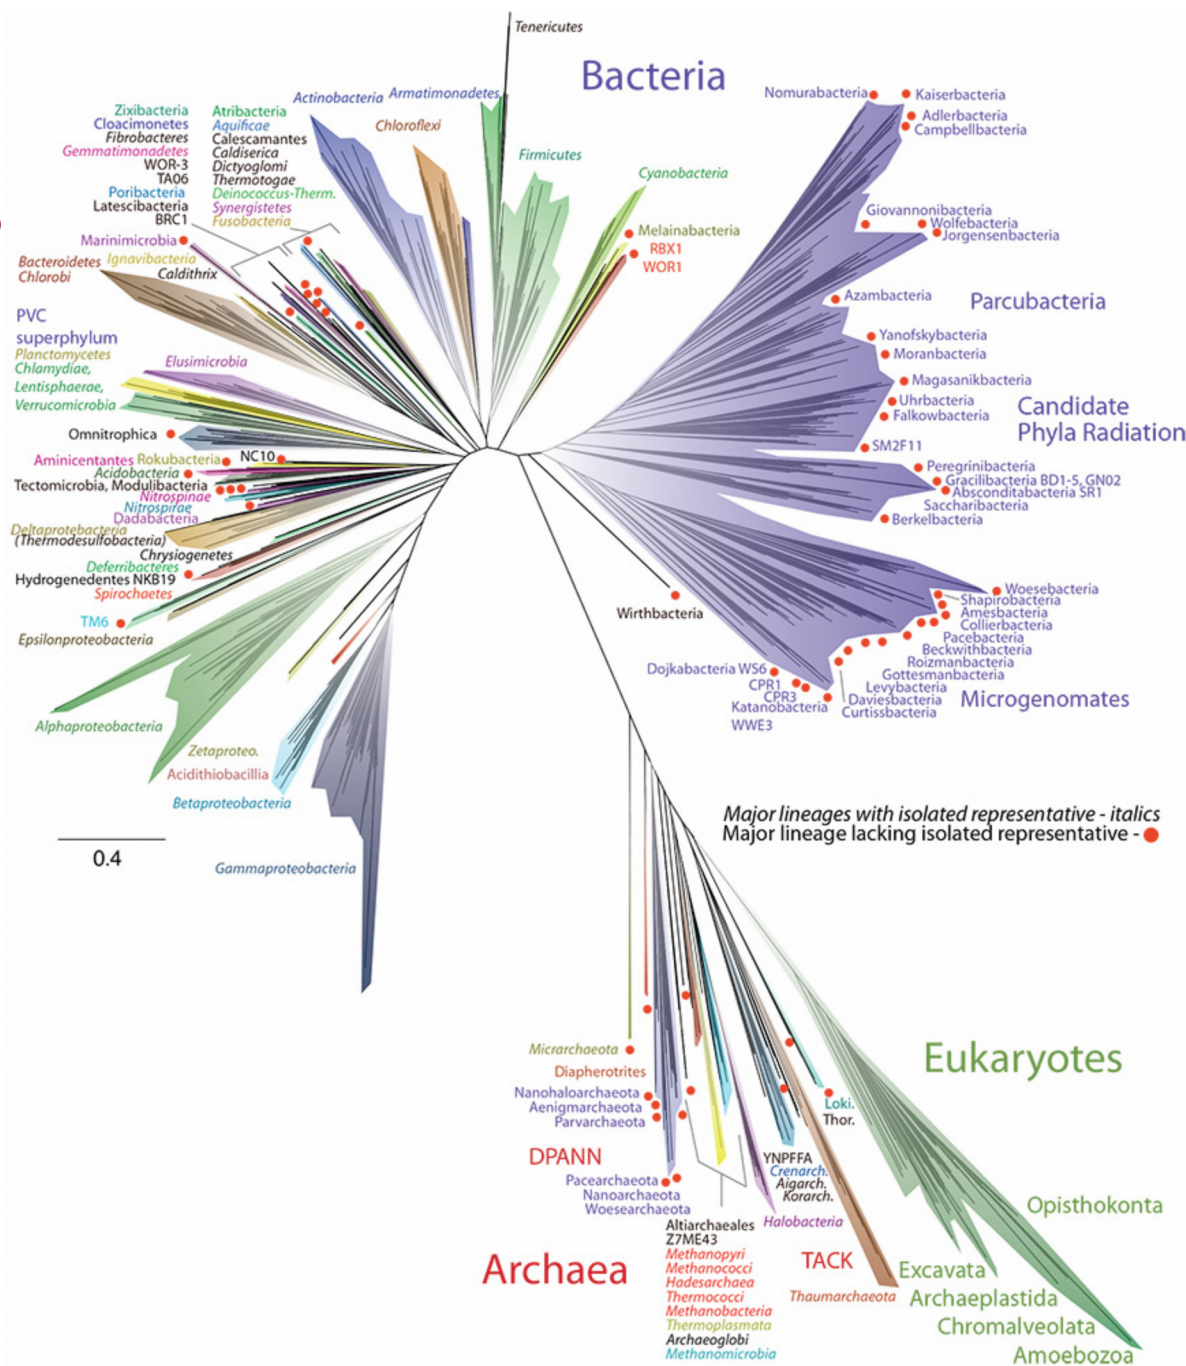 Tenericutes
Bacteria
Actinobacteria
Armatimonadetes
Zixibacteria
Cloacimonetes
Fibrobacteres
Gemmatimonadetes
WOR-3
TA06
Poribacteria
Latescibacteria
BRC1
Atribacteria
Aquificae
Calescamantes
Caldiserica
Dictyoglomi
Thermotogae
Deinococcus-Therm.
Synergistetes
Fusobacteria
Chloroflexi
Firmicutes
Cyanobacteria
Melainabacteria
RBX1
WOR1
Nomurabacteria
Kaiserbacteria
Adlerbacteria
Campbellbacteria
Giovannonibacteria
Wolfebacteria
Jorgensenbacteria
Azambacteria
Parcubacteria
Yanofskybacteria
Moranbacteria
Magasanikbacteria
Uhrbacteria
Falkowbacteria
Candidate
Phyla Radiation
SM2F11
Peregrinibacteria
Gracilibacteria BD1-5, GN02
Absconditabacteria SR1
Saccharibacteria
Berkelbacteria
Marinimicrobia
Bacteroidetes
Chlorobi
Ignavibacteria
Caldithrix
PVC
superphylum
Planctomycetes
Chlamydiae,
Lentisphaerae,
Verrucomicrobia
Elusimicrobia
Omnitrophica
Aminicentantes
Rokubacteria
NC10
Acidobacteria
Tectomicrobia, Modulibacteria
Nitrospinae
Nitrospirae
Dadabacteria
Deltaprotebacteria
(Thermodesulfobacteria)
Chrysiogenetes
Deferribacteres
Hydrogenedentes NKB19
Spirochaetes
TM6
Epsilonproteobacteria
Alphaproteobacteria
Zetaproteo.
Acidithiobacillia
Betaproteobacteria
Gammaproteobacteria
0.4
Wirthbacteria
Woesebacteria
Shapirobacteria
Amesbacteria
Collierbacteria
Pacebacteria
Beckwithbacteria
Roizmanbacteria
Gottesmanbacteria
Levybacteria
Daviesbacteria
Curtissbacteria
Microgenomates
Dojkabacteria WS6
CPR1
CPR3
Katanobacteria
WWE3
Major lineages with isolated representative - italics
Major lineage lacking isolated representative -
Micrarchaeota
Diapherotrites
Nanohaloarchaeota
Aenigmarchaeota
Parvarchaeota
DPANN
Pacearchaeota
Nanoarchaeota
Woesearchaeota
Archaea
Altiarchaeales
Z7ME43
Methanopyri
Methanococci
Hadesarchaea
Thermococci
Methanobacteria
Thermoplasmata
Archaeoglobi
Methanomicrobia
Halobacteria
YNPFFA
Crenarch.
Aigarch.
Korarch.
TACK
Thaumarchaeota
Loki.
Thor.
Eukaryotes
Opisthokonta
Excavata
Archaeplastida
Chromalveolata
Amoebozoa